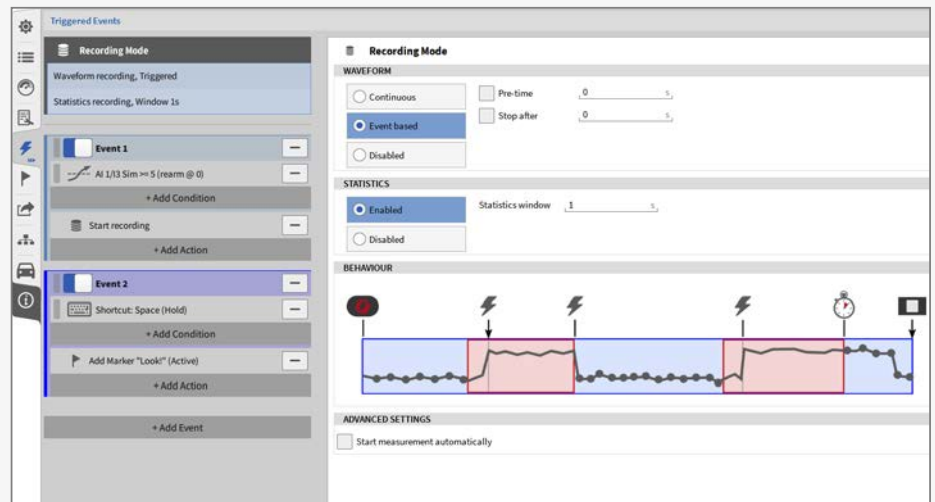 Triggered Events
Recording Mode
Waveform recording, Triggered
Statistics recording, Window 1s
Event 1
AI 1/I3 Sim >= 5 (rearm @ 0)
+ Add Condition
Start recording
+ Add Action
Event 2
Shortcut: Space (Hold)
+ Add Condition
Add Marker "Look!" (Active)
+ Add Action
+ Add Event
Recording Mode
WAVEFORM
Continuous
Event based
Disabled
Pre-time 0 s
Stop after 0 s
STATISTICS
Enabled
Disabled
Statistics window 1 s
BEHAVIOUR
ADVANCED SETTINGS
Start measurement automatically